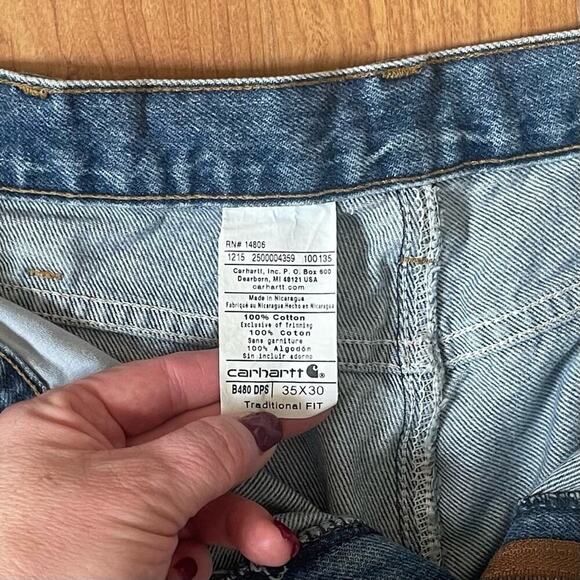 RN# 14806
1215 2500004359 100135
Carhartt, Inc. P. O. Box 600
Dearborn, MI 48121 USA
carhartt.com
Made in Nicaragua
Fabriqué au Nicaragua Hecho en Nicaragua
100% Cotton
Exclusive of Trimming
100% Coton
Sans garniture
100% Algodón
Sin incluir adorno
carhartt
B480 DPS 35X30
Traditional FIT